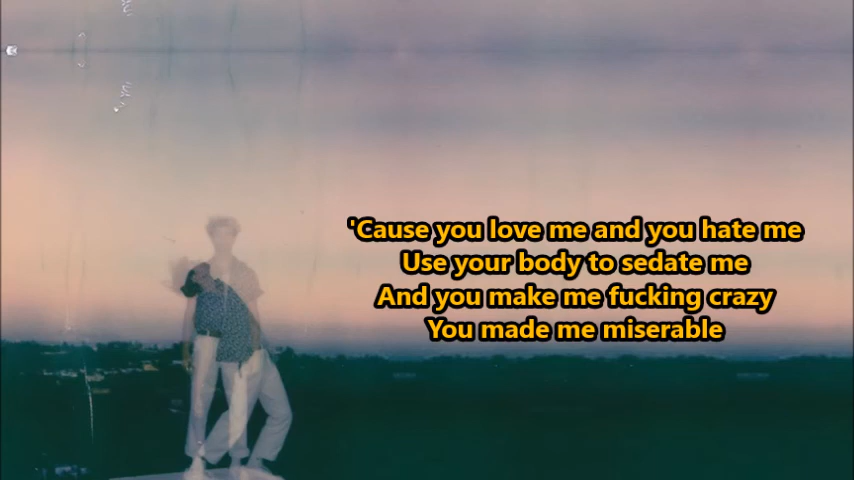 'Cause you love me and you hate me
Use your body to sedate me
And you make me fucking crazy
You made me miserable